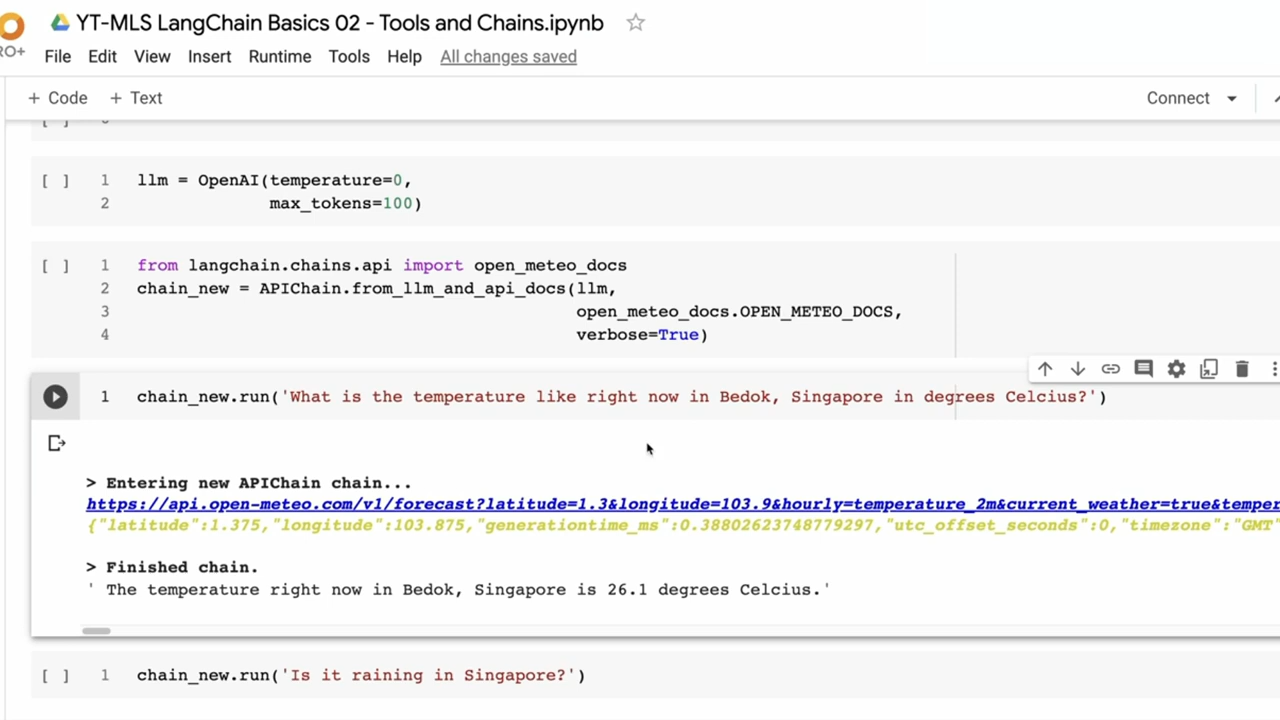 YT-MLS LangChain Basics 02 - Tools and Chains.ipynb
RO+
File Edit View Insert Runtime Tools Help All changes saved
+ Code + Text Connect
[ ]
[ ] 1 llm = OpenAI(temperature=0,
2 max_tokens=100)
[ ] 1 from langchain.chains.api import open_meteo_docs
2 chain_new = APIChain.from_llm_and_api_docs(llm,
3 open_meteo_docs.OPEN_METEO_DOCS,
4 verbose=True)
1 chain_new.run('What is the temperature like right now in Bedok, Singapore in degrees Celcius?')
> Entering new APIChain chain...
https://api.open-meteo.com/v1/forecast?latitude=1.3&longitude=103.9&hourly=temperature_2m&current_weather=true&temper
{"latitude":1.375,"longitude":103.875,"generationtime_ms":0.38802623748779297,"utc_offset_seconds":0,"timezone":"GMT"
> Finished chain.
' The temperature right now in Bedok, Singapore is 26.1 degrees Celcius.'
[ ] 1 chain_new.run('Is it raining in Singapore?')